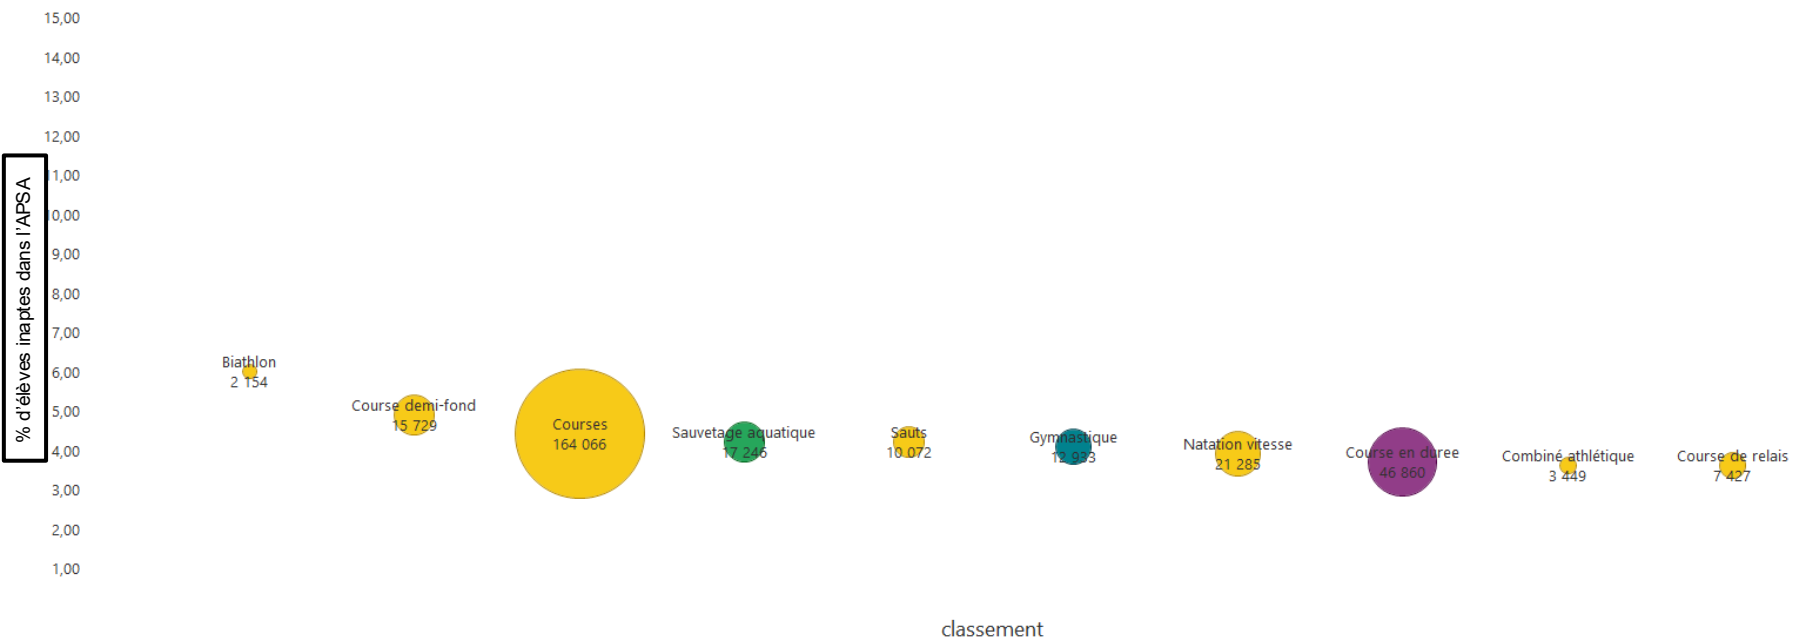 15,00
14,00
13,00
12,00
11,00
10,00
9,00
8,00
7,00
6,00
5,00
4,00
3,00
2,00
1,00
% d'élèves inaptes dans l'APSA
Biathlon
2 154
Course demi-fond
15 729
Courses
164 066
Sauvetage aquatique
17 246
Sauts
10 072
Gymnastique
12 933
Natation vitesse
21 285
Course en duree
46 860
Combiné athlétique
3 449
Course de relais
7 427
classement